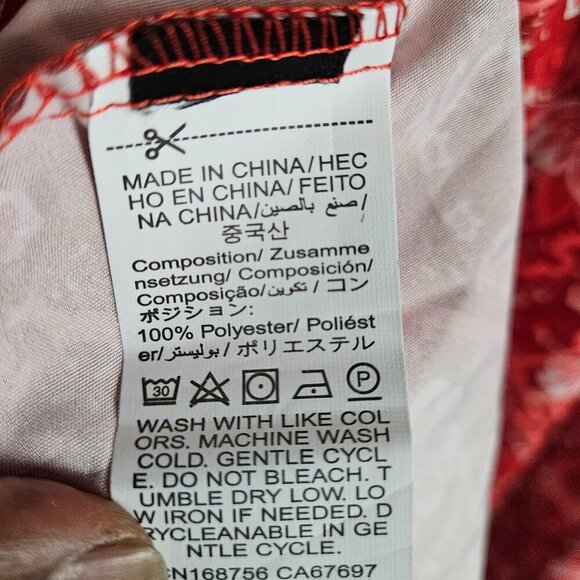 MADE IN CHINA/HEC
HO EN CHINA/ FEITO
NA CHINA/صنع بالصين/
중국산
Composition/ Zusamme
nsetzung/ Composición/
Composição/تكوين/ コン
ポジション:
100% Polyester/ Poliést
er/بوليستر/ ポリエステル
30 P
WASH WITH LIKE COL
ORS. MACHINE WASH
COLD. GENTLE CYCL
E. DO NOT BLEACH. T
UMBLE DRY LOW. LO
W IRON IF NEEDED. D
RYCLEANABLE IN GE
NTLE CYCLE.
CN168756 CA67697